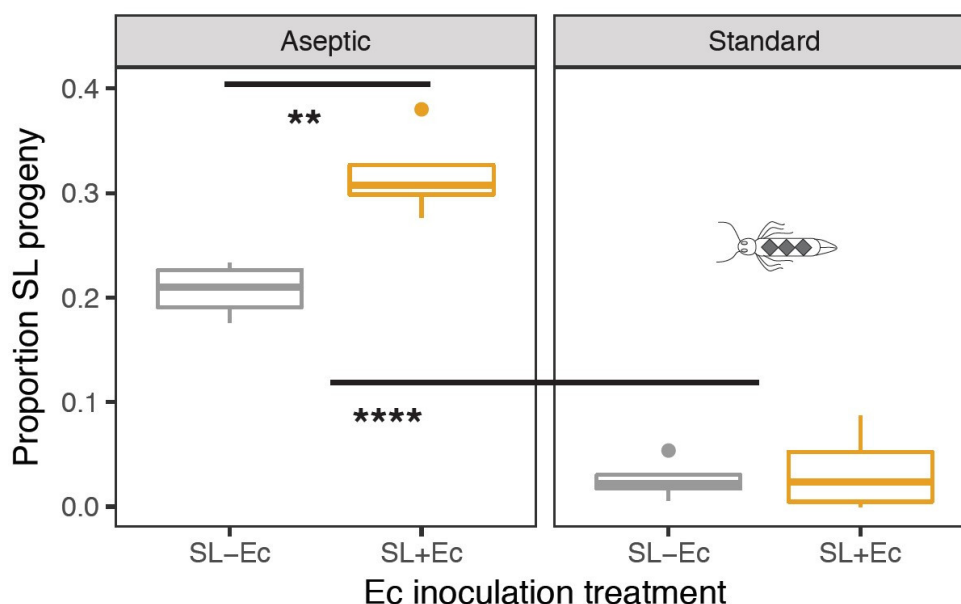 Aseptic
Standard
Proportion SL progeny
0.4
0.3
0.2
0.1
0.0
**
****
SL−Ec
SL+Ec
SL−Ec
SL+Ec
Ec inoculation treatment